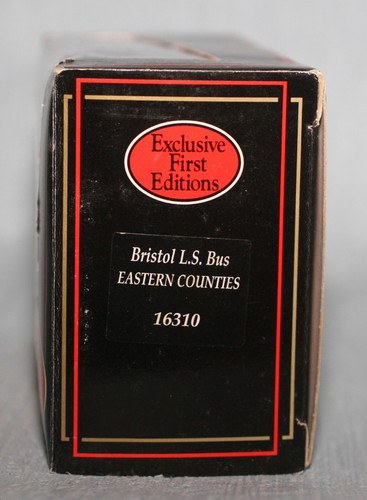 Exclusive
First
Editions
Bristol L.S. Bus
EASTERN COUNTIES
16310